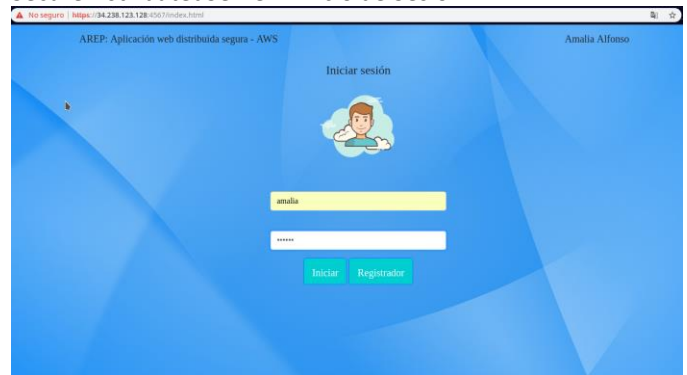 No seguro | https://34.238.123.128:4567/index.html
AREP: Aplicación web distribuida segura - AWS
Amalia Alfonso
Iniciar sesión
amalia
••••••
Iniciar
Registrador